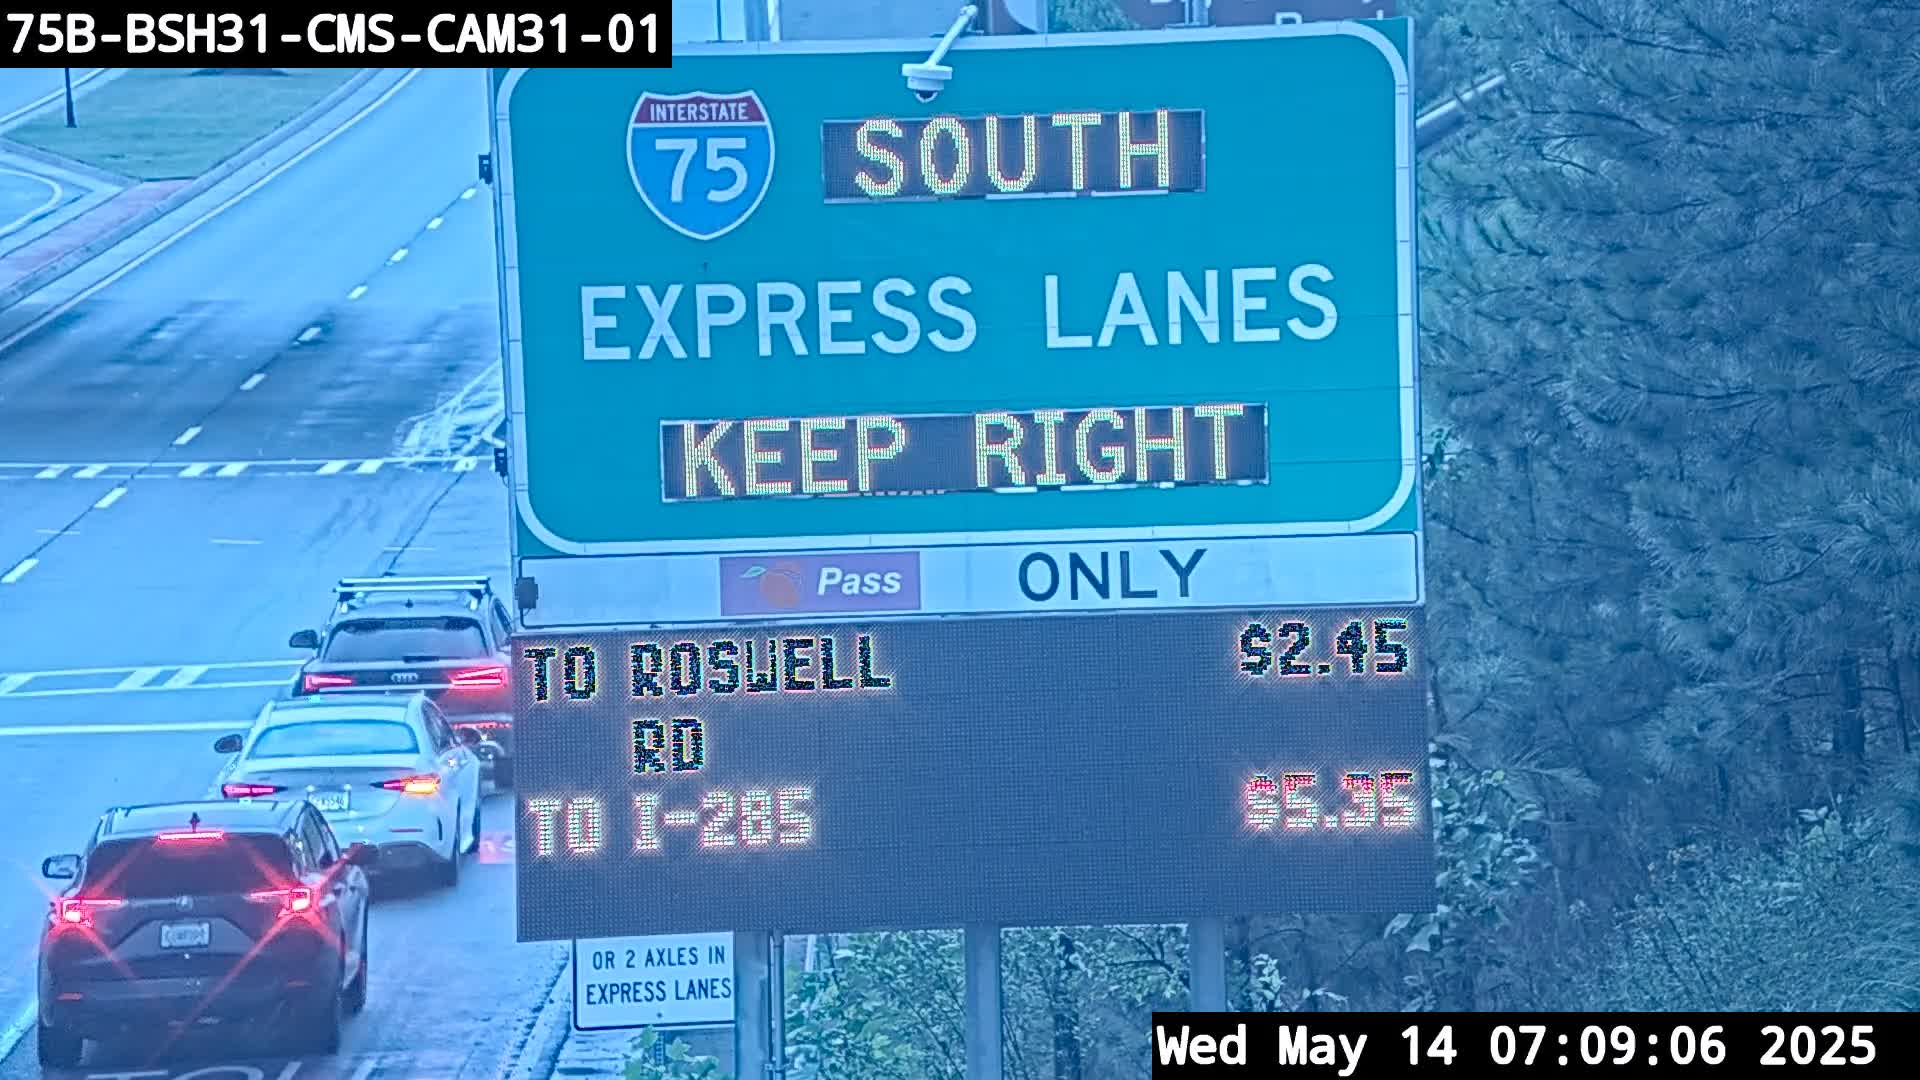 75B-BSH31-CMS-CAM31-01
INTERSTATE
75
SOUTH
EXPRESS LANES
KEEP RIGHT
Pass ONLY
TO ROSWELL $2.45
RD
TO I-285 $5.35
OR 2 AXLES IN
EXPRESS LANES
Wed May 14 07:09:06 2025